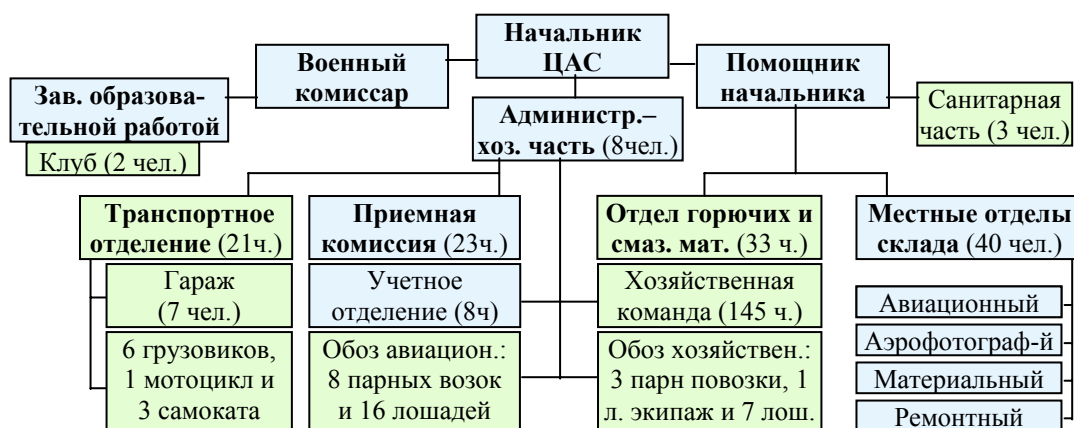 Начальник
ЦАС
Военный
комиссар
Помощник
начальника
Зав. образова-
тельной работой
Клуб (2 чел.)
Администр.–
хоз. часть (8чел.)
Санитарная
часть (3 чел.)
Транспортное
отделение (21ч.)
Гараж
(7 чел.)
6 грузовиков,
1 мотоцикл и
3 самоката
Приемная
комиссия (23ч.)
Учетное
отделение (8ч)
Обоз авиацион.:
8 парных возок
и 16 лошадей
Отдел горючих и
смаз. мат. (33 ч.)
Хозяйственная
команда (145 ч.)
Обоз хозяйствен.:
3 парн повозки, 1
л. экипаж и 7 лош.
Местные отделы
склада (40 чел.)
Авиационный
Аэрофотограф-й
Материальный
Ремонтный